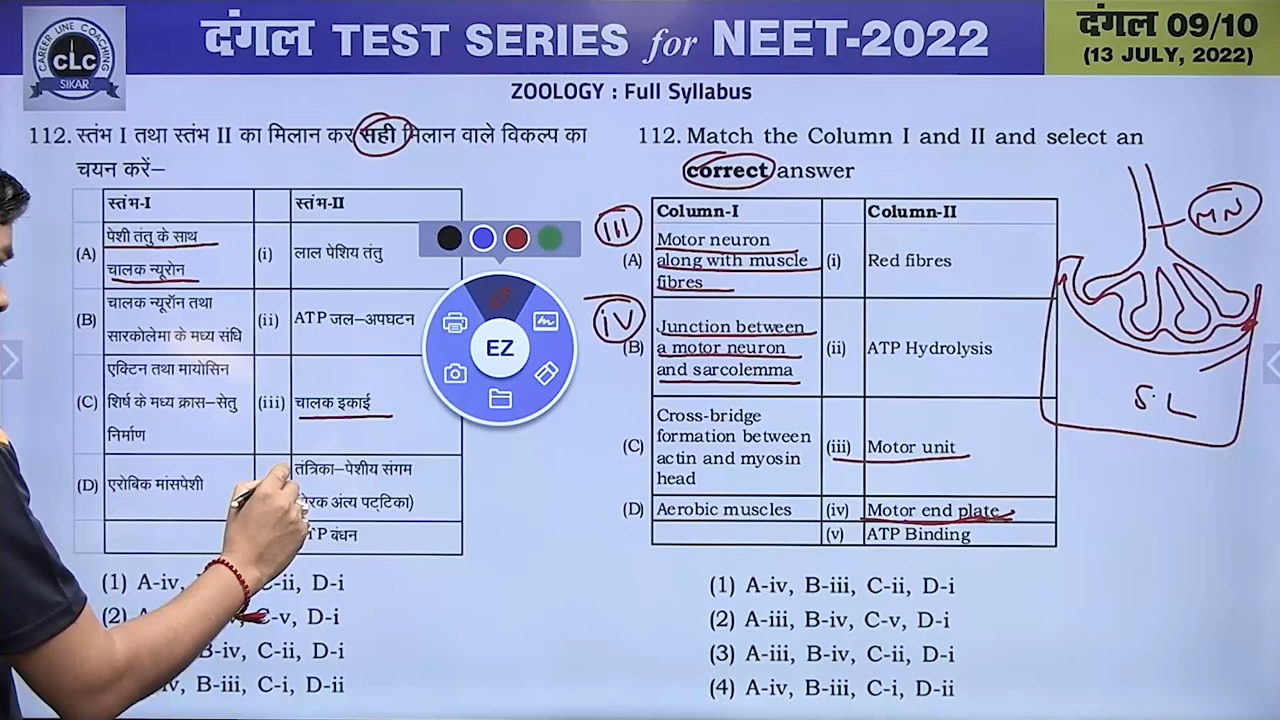 CAREER LINE COACHING
CLC
SIKAR
दंगल TEST SERIES for NEET-2022
दंगल 09/10
(13 JULY, 2022)
ZOOLOGY : Full Syllabus
112. स्तंभ I तथा स्तंभ II का मिलान कर सही मिलान वाले विकल्प का
चयन करें–
स्तंभ-I
स्तंभ-II
(A) पेशी तंतु के साथ
चालक न्यूरोन
(i) लाल पेशिय तंतु
(B) चालक न्यूरॉन तथा
सारकोलेमा के मध्य संधि
(ii) ATP जल–अपघटन
(C) एक्टिन तथा मायोसिन
शिर्ष के मध्य क्रास–सेतु
निर्माण
(iii) चालक इकाई
(D) एरोबिक मांसपेशी
तंत्रिका–पेशीय संगम
अंत्य पट्टिका)
बंधन
(1) A-iv, C-ii, D-i
(2) C-v, D-i
B-iv, C-ii, D-i
B-iii, C-i, D-ii
EZ
112. Match the Column I and II and select an
correct answer
Column-I
Column-II
III
(A) Motor neuron
along with muscle
fibres
(i) Red fibres
iv
(B) Junction between
a motor neuron
and sarcolemma
(ii) ATP Hydrolysis
(C) Cross-bridge
formation between
actin and myosin
head
(iii) Motor unit
(D) Aerobic muscles
(iv) Motor end plate
(v) ATP Binding
(1) A-iv, B-iii, C-ii, D-i
(2) A-iii, B-iv, C-v, D-i
(3) A-iii, B-iv, C-ii, D-i
(4) A-iv, B-iii, C-i, D-ii
MN
S.L